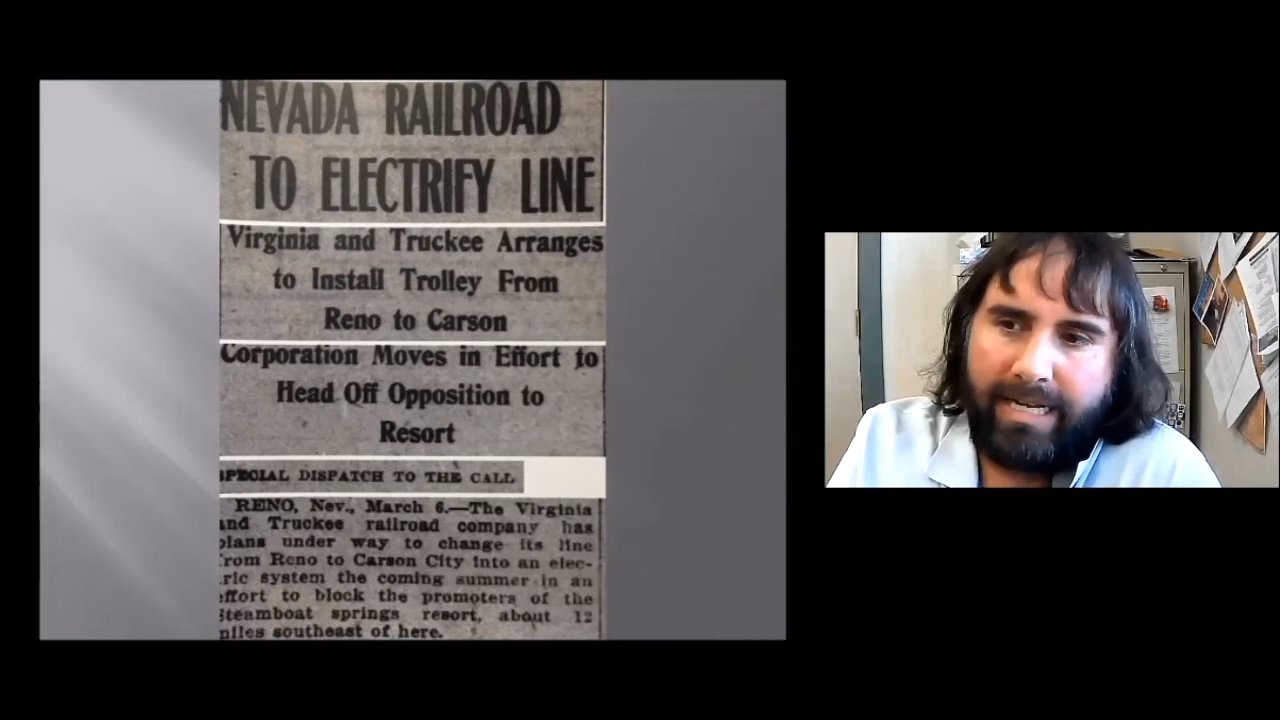 NEVADA RAILROAD
TO ELECTRIFY LINE
Virginia and Truckee Arranges
to Install Trolley From
Reno to Carson
Corporation Moves in Effort to
Head Off Opposition to
Resort
SPECIAL DISPATCH TO THE CALL
RENO, Nev., March 6.—The Virginia
and Truckee railroad company has
plans under way to change its line
from Reno to Carson City into an elec-
tric system the coming summer in an
effort to block the promoters of the
Steamboat springs resort, about 12
miles southeast of here.